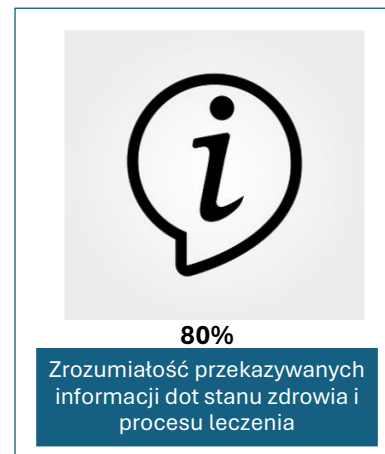 80%
Zrozumiałość przekazywanych
informacji dot stanu zdrowia i
procesu leczenia